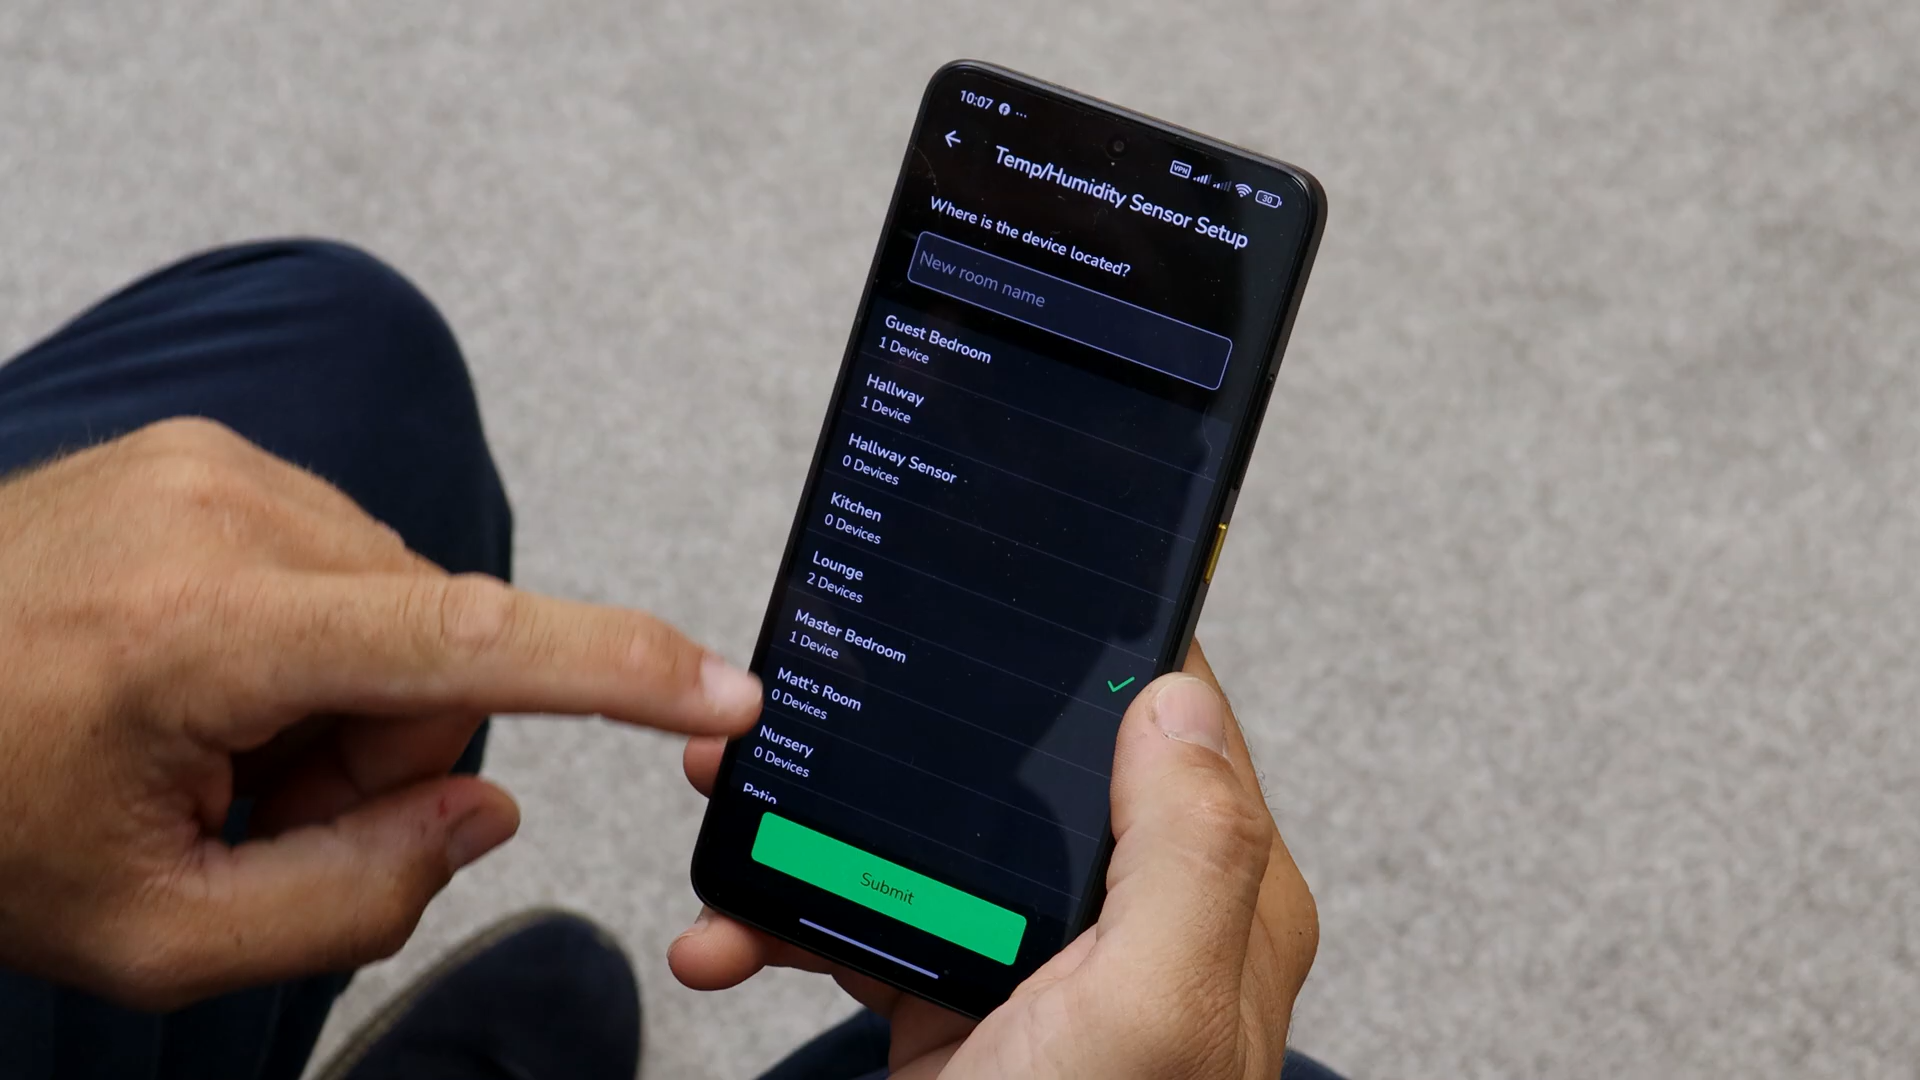 10:07
VPN
30
Temp/Humidity Sensor Setup
Where is the device located?
New room name
Guest Bedroom
1 Device
Hallway
1 Device
Hallway Sensor
0 Devices
Kitchen
0 Devices
Lounge
2 Devices
Master Bedroom
1 Device
Matt's Room
0 Devices
Nursery
0 Devices
Patio
Submit